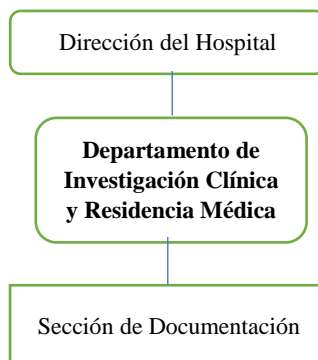 Dirección del Hospital
Departamento de
Investigación Clínica
y Residencia Médica
Sección de Documentación